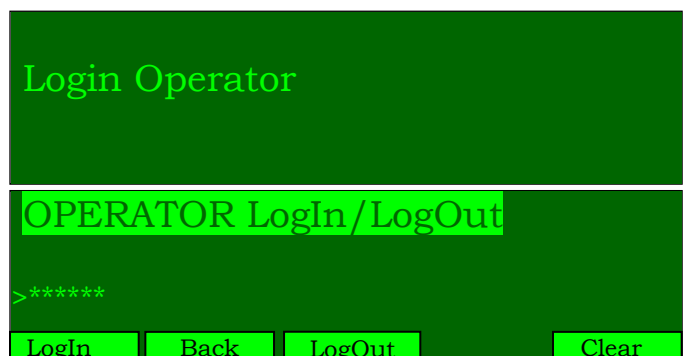 Login Operator
OPERATOR LogIn/LogOut
>******
LogIn Back LogOut Clear